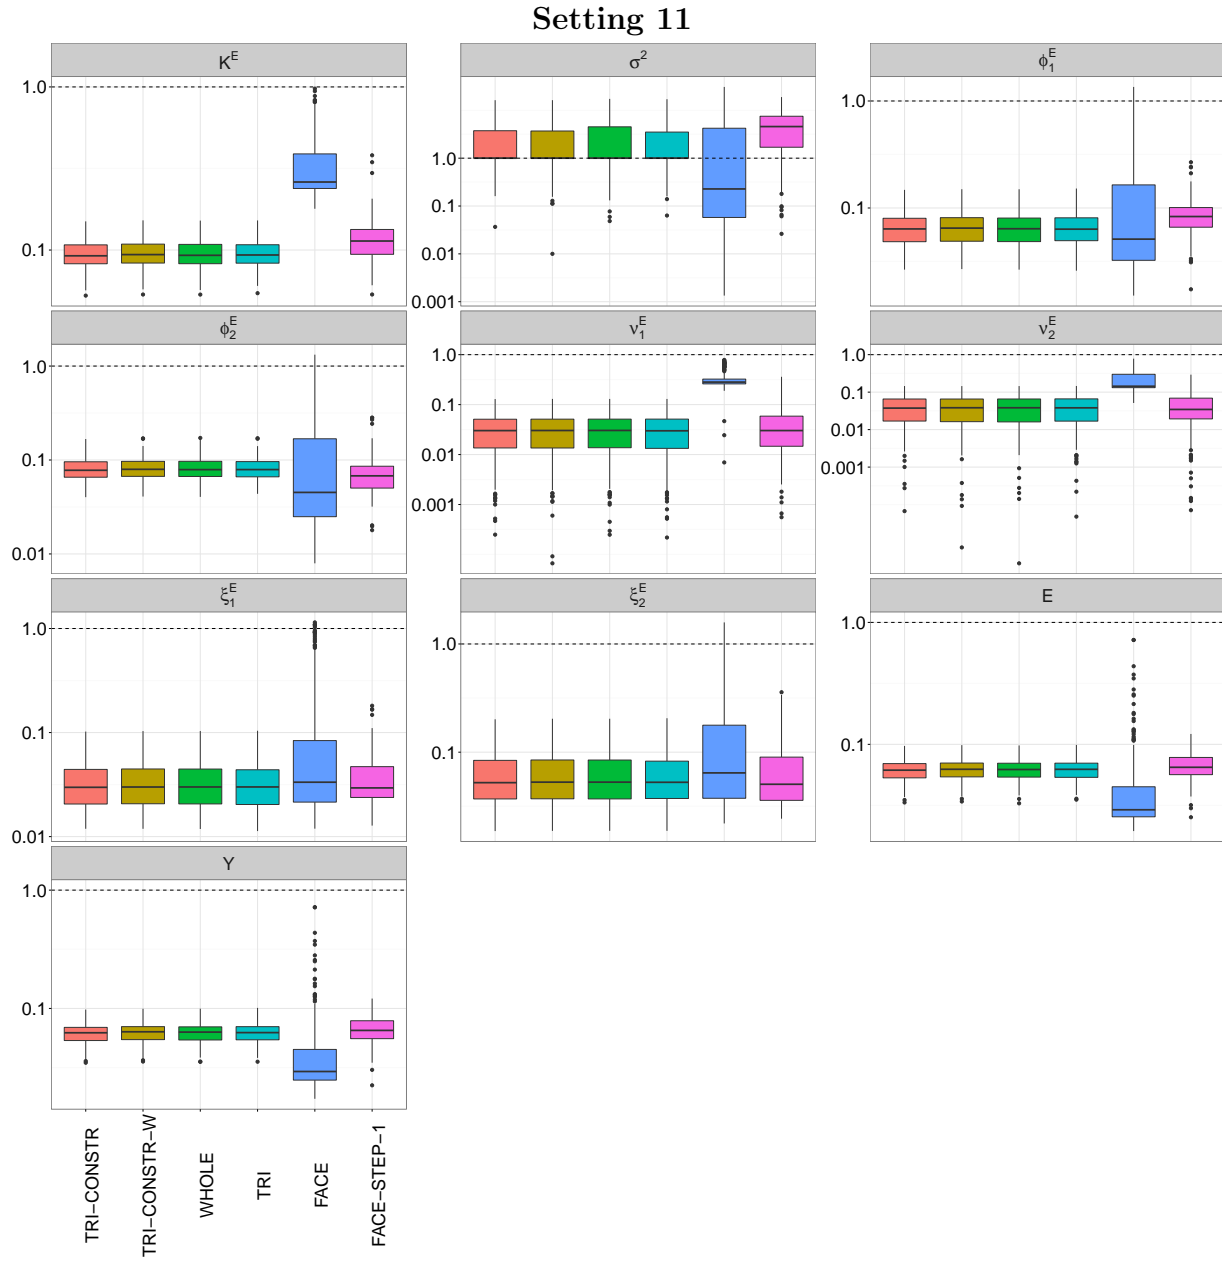 Setting 11
K^E
σ²
ϕ₁^E
1.0
0.1
1.0
0.1
0.01
0.001
1.0
0.1
ϕ₂^E
ν₁^E
ν₂^E
1.0
0.1
0.01
1.0
0.1
0.01
0.001
1.0
0.1
0.01
0.001
ξ₁^E
ξ₂^E
E
1.0
0.1
0.01
1.0
0.1
1.0
0.1
Y
1.0
0.1
TRI−CONSTR
TRI−CONSTR−W
WHOLE
TRI
FACE
FACE−STEP−1